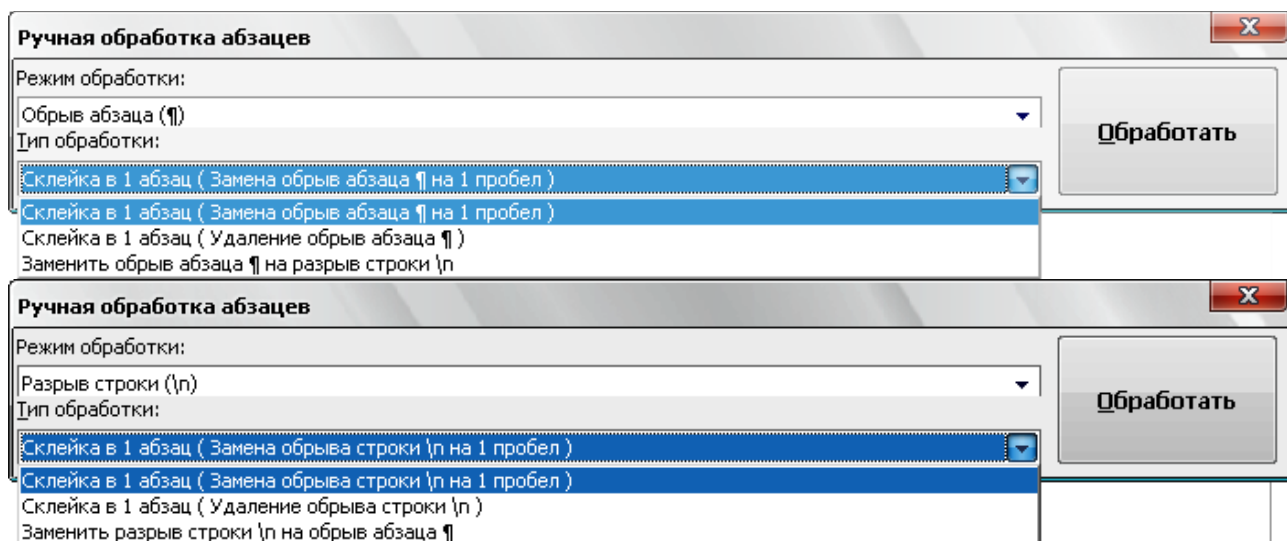 Ручная обработка абзацев
Режим обработки:
Обрыв абзаца (¶)
Тип обработки:
Обработать
Склейка в 1 абзац ( Замена обрыв абзаца ¶ на 1 пробел )
Склейка в 1 абзац ( Замена обрыв абзаца ¶ на 1 пробел )
Склейка в 1 абзац ( Удаление обрыв абзаца ¶ )
Заменить обрыв абзаца ¶ на разрыв строки \n
Ручная обработка абзацев
Режим обработки:
Разрыв строки (\n)
Тип обработки:
Обработать
Склейка в 1 абзац ( Замена обрыва строки \n на 1 пробел )
Склейка в 1 абзац ( Замена обрыва строки \n на 1 пробел )
Склейка в 1 абзац ( Удаление обрыва строки \n )
Заменить разрыв строки \n на обрыв абзаца ¶